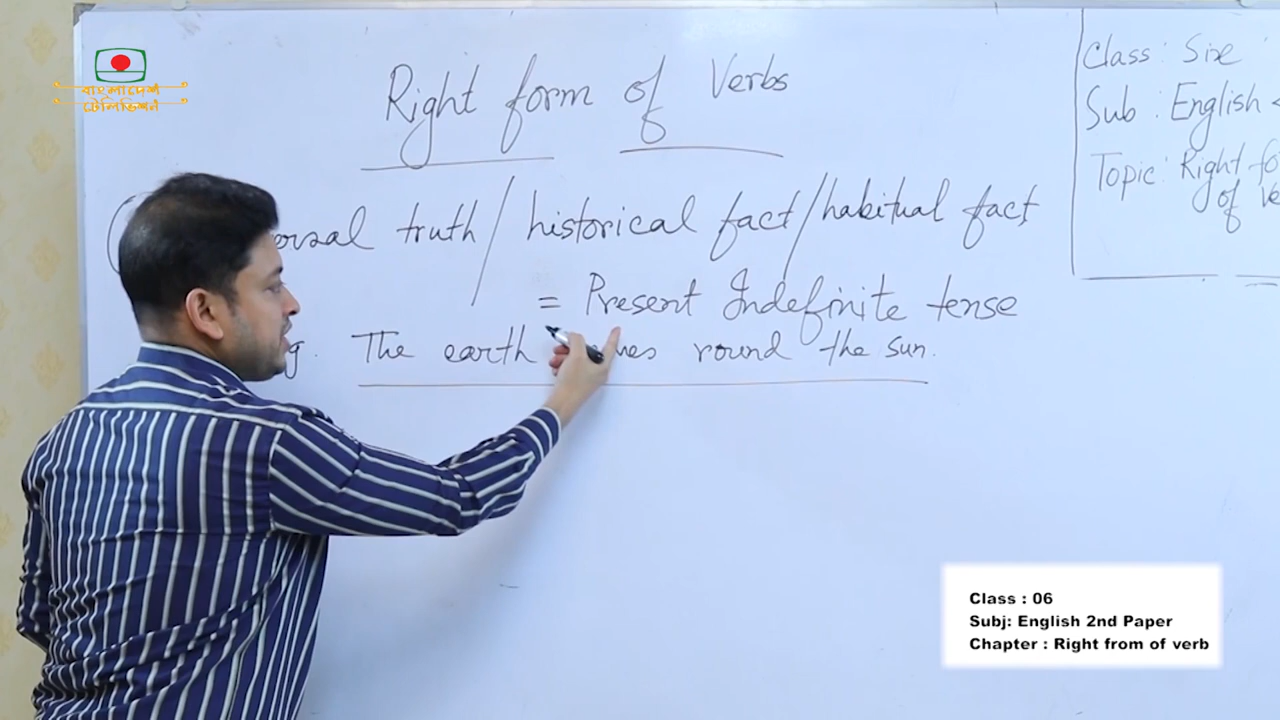 বাংলাদেশ
টেলিভিশন
Right form of Verbs
truth / historical fact / habitual fact
= Present Indefinite tense
The earth round the sun.
Class : Six
Sub : English
Topic : Right
of
Class : 06
Subj: English 2nd Paper
Chapter : Right from of verb